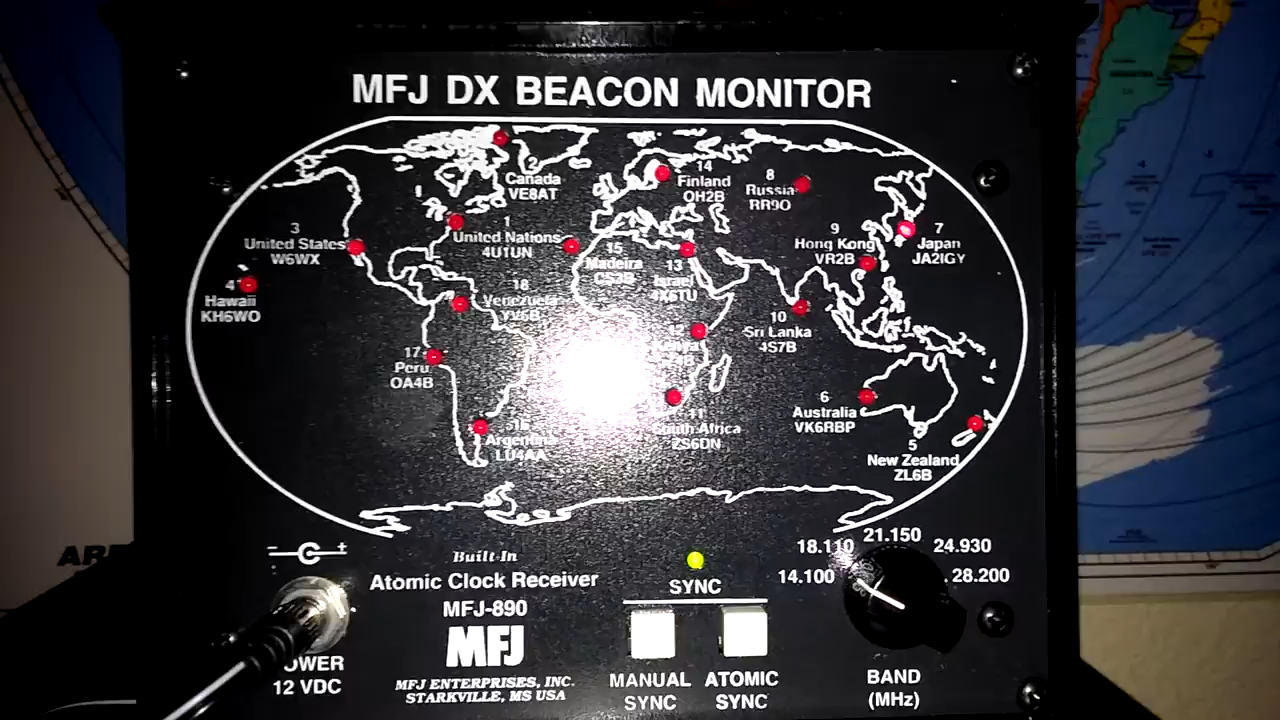 MFJ DX BEACON MONITOR
2
Canada
VE8AT
14
Finland
OH2B
8
Russia
RR9O
3
United States
W6WX
1
United Nations
4U1UN
15
Madeira
CS3B
13
Israel
4X6TU
9
Hong Kong
VR2B
7
Japan
JA2IGY
4
Hawaii
KH6WO
18
Venezuela
YV5B
12
Kenya
10
Sri Lanka
4S7B
17
Peru
OA4B
16
Argentina
LU4AA
11
South Africa
ZS6DN
6
Australia
VK6RBP
5
New Zealand
ZL6B
- +
Built-In
Atomic Clock Receiver
MFJ-890
MFJ
MFJ ENTERPRISES, INC.
STARKVILLE, MS USA
12 VDC
SYNC
MANUAL
SYNC
ATOMIC
SYNC
14.100
18.110
21.150
24.930
28.200
BAND
(MHz)